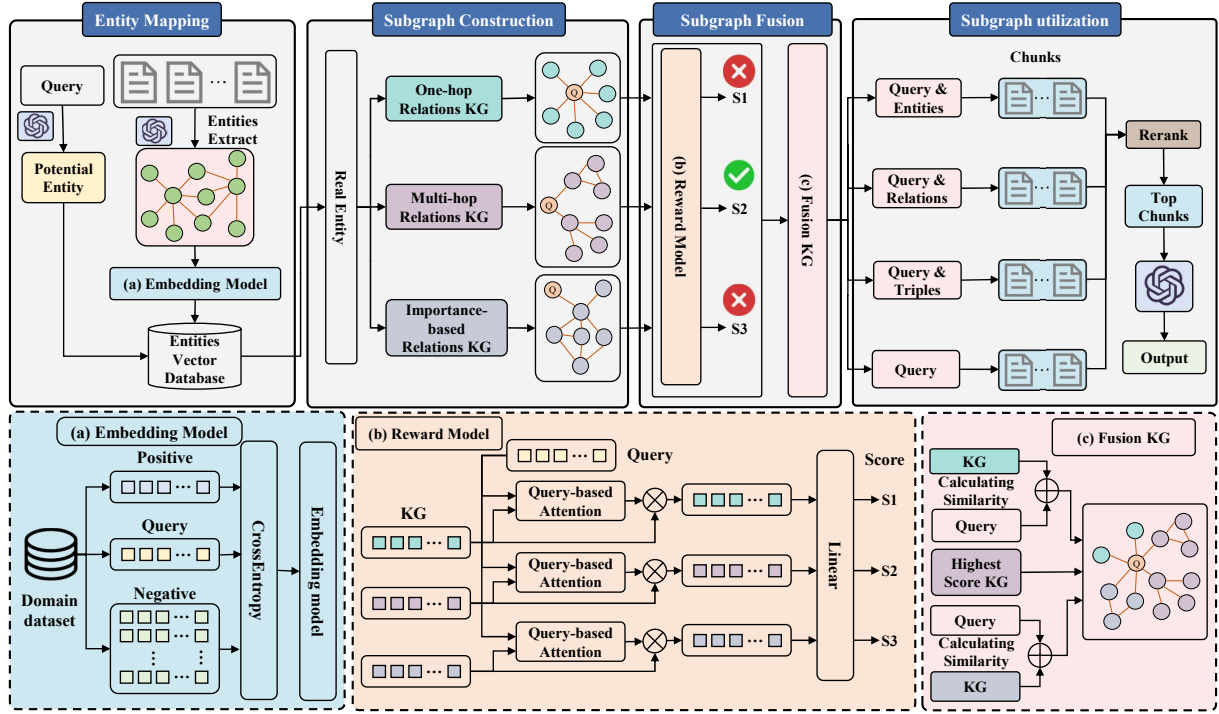 Entity Mapping
Query
...
Entities
Extract
Potential
Entity
(a) Embedding Model
Entities
Vector
Database
Subgraph Construction
Real Entity
One-hop
Relations KG
Q
Multi-hop
Relations KG
Q
Importance-
based
Relations KG
Q
Subgraph Fusion
(b) Reward Model
S1
S2
S3
(c) Fusion KG
Subgraph utilization
Chunks
Query &
Entities
...
Query &
Relations
...
Query &
Triples
...
Query
...
Rerank
Top
Chunks
Output
(a) Embedding Model
Positive
...
Query
...
Negative
...
...
...
Domain
dataset
CrossEntropy
Embedding model
(b) Reward Model
...
Query
KG
...
...
...
Query-based
Attention
Query-based
Attention
Query-based
Attention
...
...
...
Linear
Score
S1
S2
S3
(c) Fusion KG
KG
Calculating
Similarity
Query
Highest
Score KG
Query
Calculating
Similarity
KG
Q